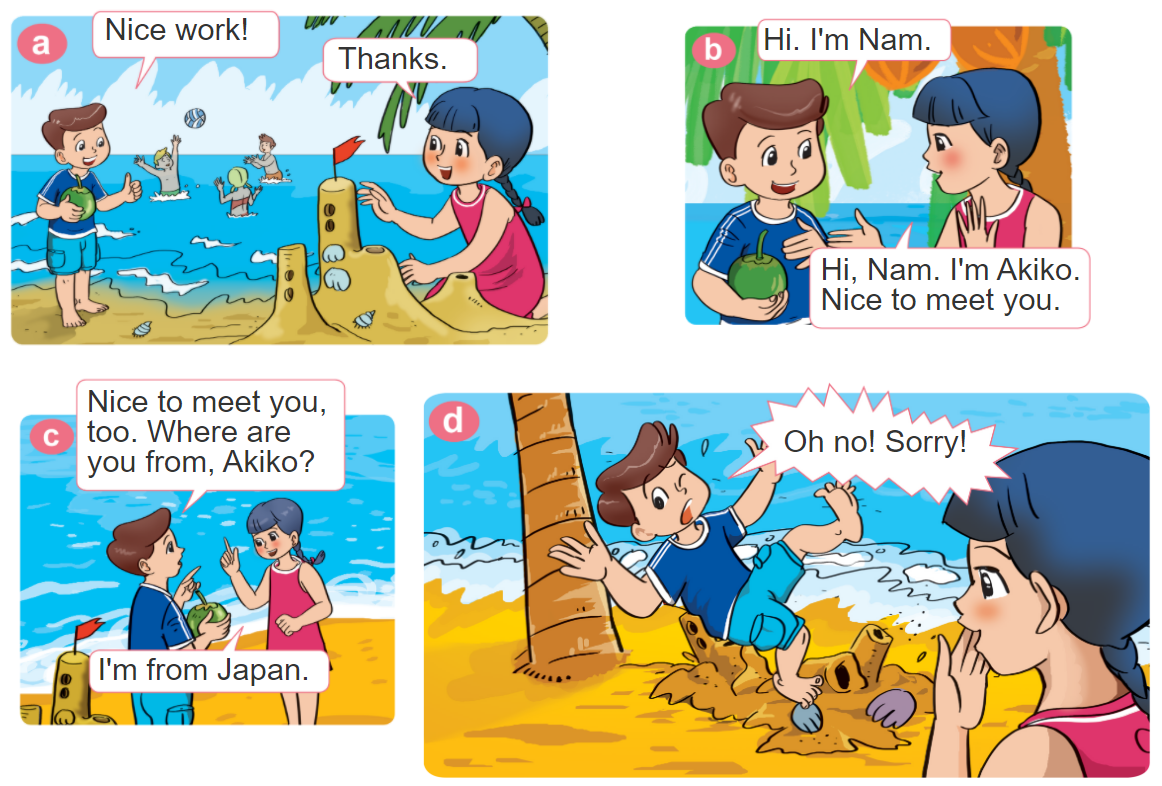 a
Nice work!
Thanks.
b
Hi. I'm Nam.
Hi, Nam. I'm Akiko.
Nice to meet you.
c
Nice to meet you,
too. Where are
you from, Akiko?
I'm from Japan.
d
Oh no! Sorry!